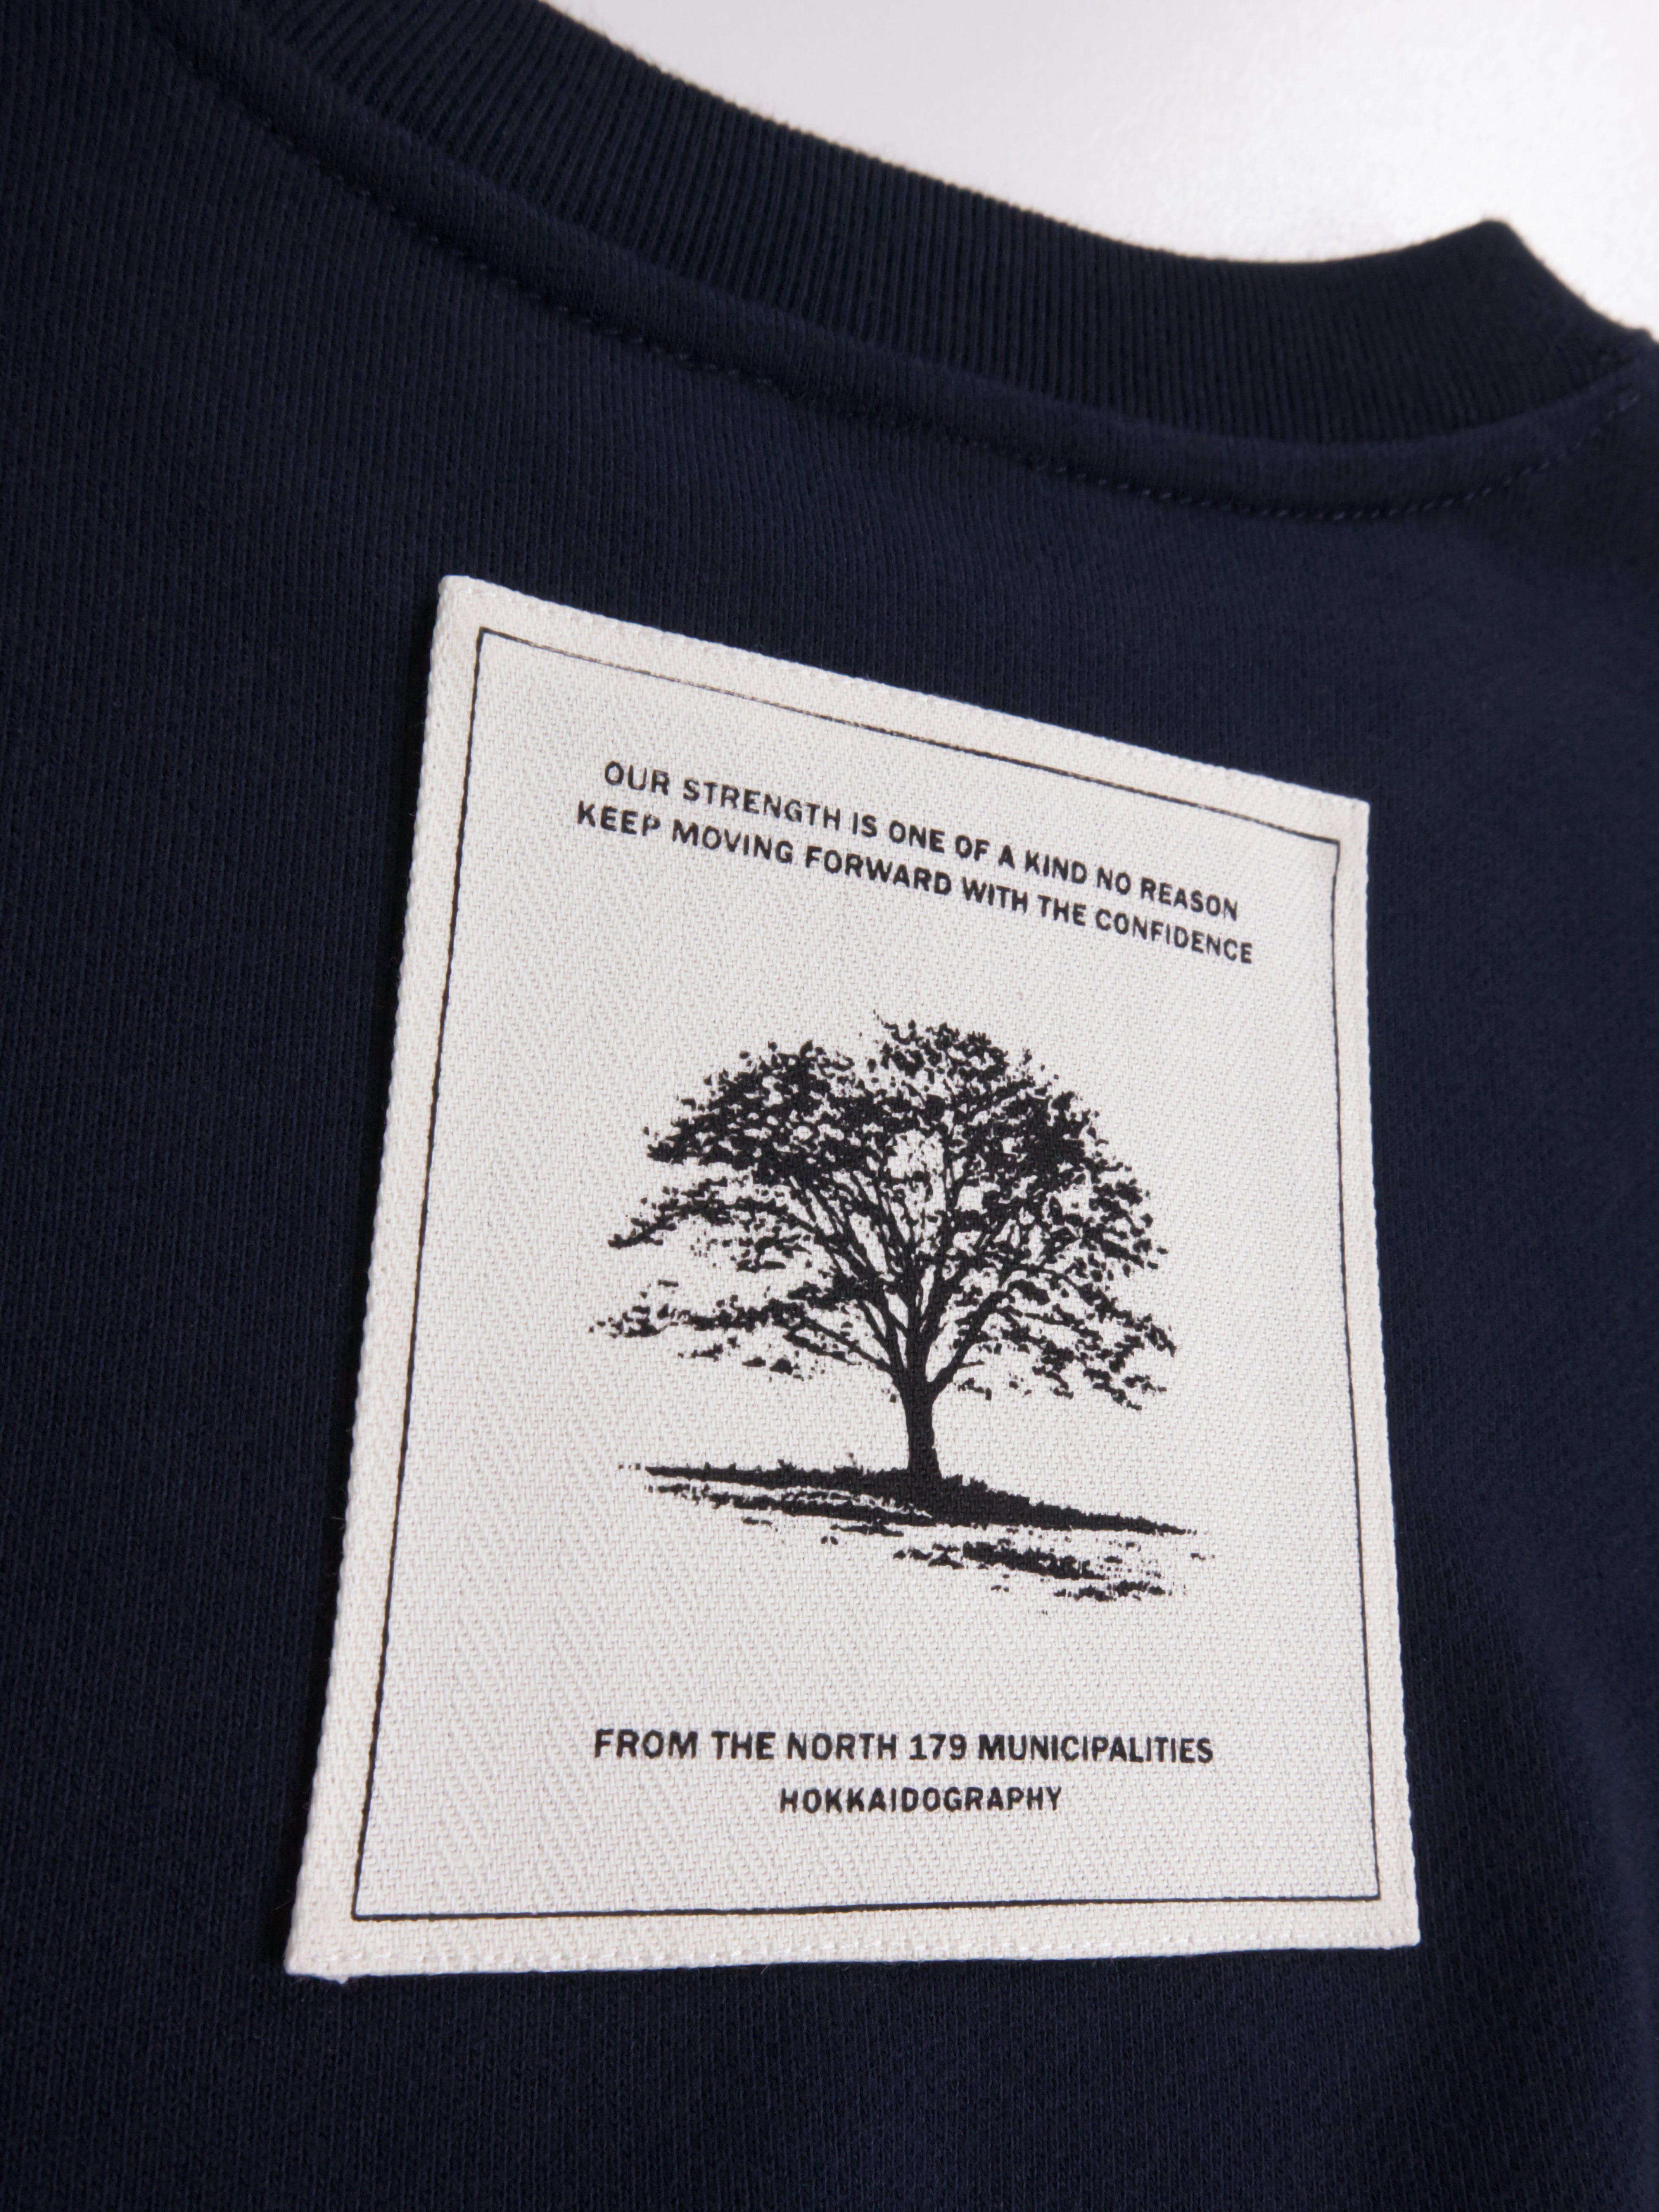 OUR STRENGTH IS ONE OF A KIND NO REASON
KEEP MOVING FORWARD WITH THE CONFIDENCE
FROM THE NORTH 179 MUNICIPALITIES
HOKKAIDOGRAPHY